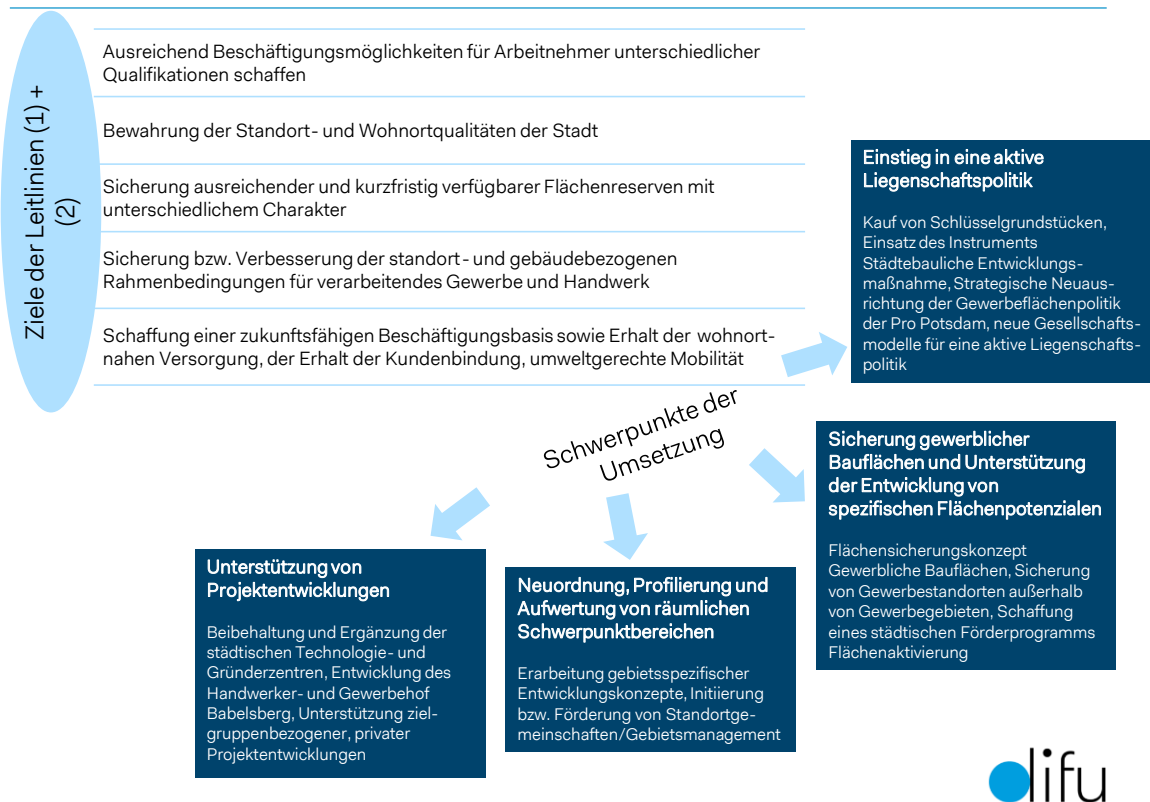 Ziele der Leitlinien (1) +
(2)
Ausreichend Beschäftigungsmöglichkeiten für Arbeitnehmer unterschiedlicher
Qualifikationen schaffen
Bewahrung der Standort- und Wohnortqualitäten der Stadt
Sicherung ausreichender und kurzfristig verfügbarer Flächenreserven mit
unterschiedlichem Charakter
Sicherung bzw. Verbesserung der standort- und gebäudebezogenen
Rahmenbedingungen für verarbeitendes Gewerbe und Handwerk
Schaffung einer zukunftsfähigen Beschäftigungsbasis sowie Erhalt der wohnort-
nahen Versorgung, der Erhalt der Kundenbindung, umweltgerechte Mobilität
Schwerpunkte der
Umsetzung
Einstieg in eine aktive
Liegenschaftspolitik
Kauf von Schlüsselgrundstücken,
Einsatz des Instruments
Städtebauliche Entwicklungs-
maßnahme, Strategische Neuaus-
richtung der Gewerbeflächenpolitik
der Pro Potsdam, neue Gesellschafts-
modelle für eine aktive Liegenschafts-
politik
Sicherung gewerblicher
Bauflächen und Unterstützung
der Entwicklung von
spezifischen Flächenpotenzialen
Flächensicherungskonzept
Gewerbliche Bauflächen, Sicherung
von Gewerbestandorten außerhalb
von Gewerbegebieten, Schaffung
eines städtischen Förderprogramms
Flächenaktivierung
Neuordnung, Profilierung und
Aufwertung von räumlichen
Schwerpunktbereichen
Erarbeitung gebietsspezifischer
Entwicklungskonzepte, Initiierung
bzw. Förderung von Standortge-
meinschaften/Gebietsmanagement
Unterstützung von
Projektentwicklungen
Beibehaltung und Ergänzung der
städtischen Technologie- und
Gründerzentren, Entwicklung des
Handwerker- und Gewerbehof
Babelsberg, Unterstützung ziel-
gruppenbezogener, privater
Projektentwicklungen
difu